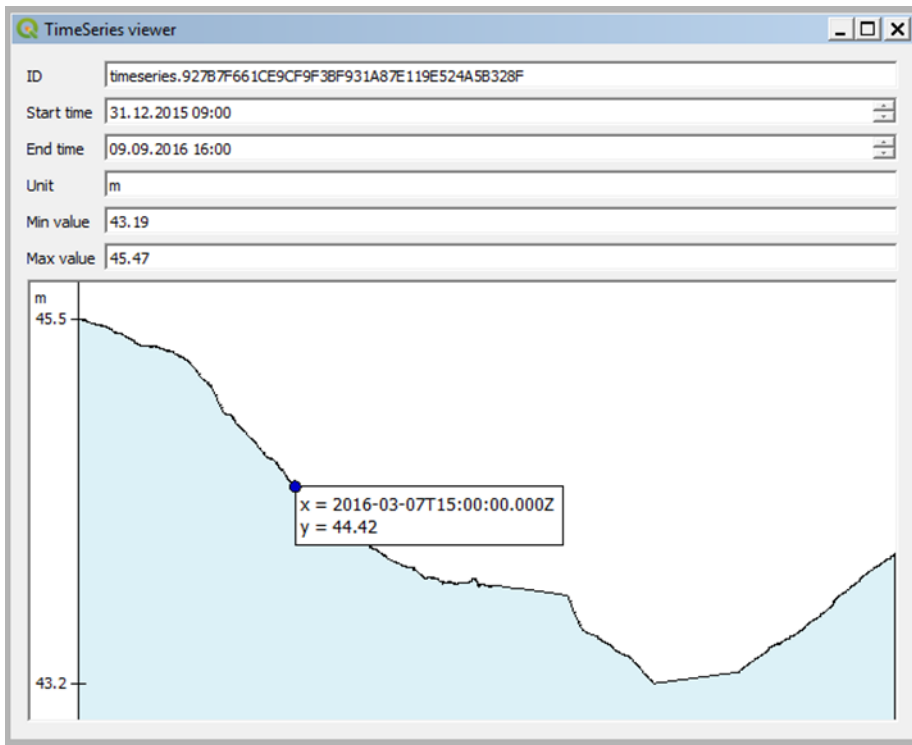 TimeSeries viewer
ID timeseries.927B7F661CE9CF9F3BF931A87E119E524A5B328F
Start time 31.12.2015 09:00
End time 09.09.2016 16:00
Unit m
Min value 43.19
Max value 45.47
m
45.5
x = 2016-03-07T15:00:00.000Z
y = 44.42
43.2